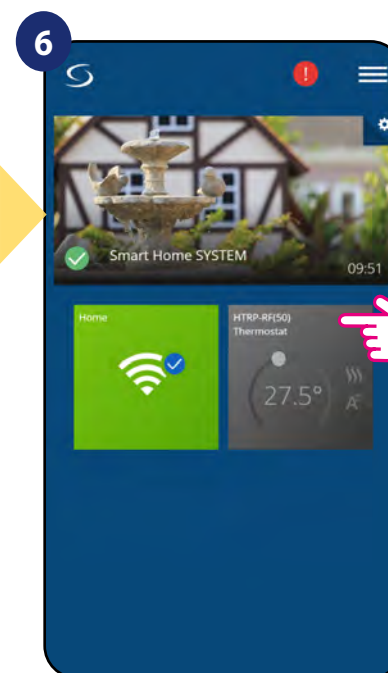 6
!
Smart Home SYSTEM
09:51
Home
HTRP-RF(50)
Thermostat
27.5°